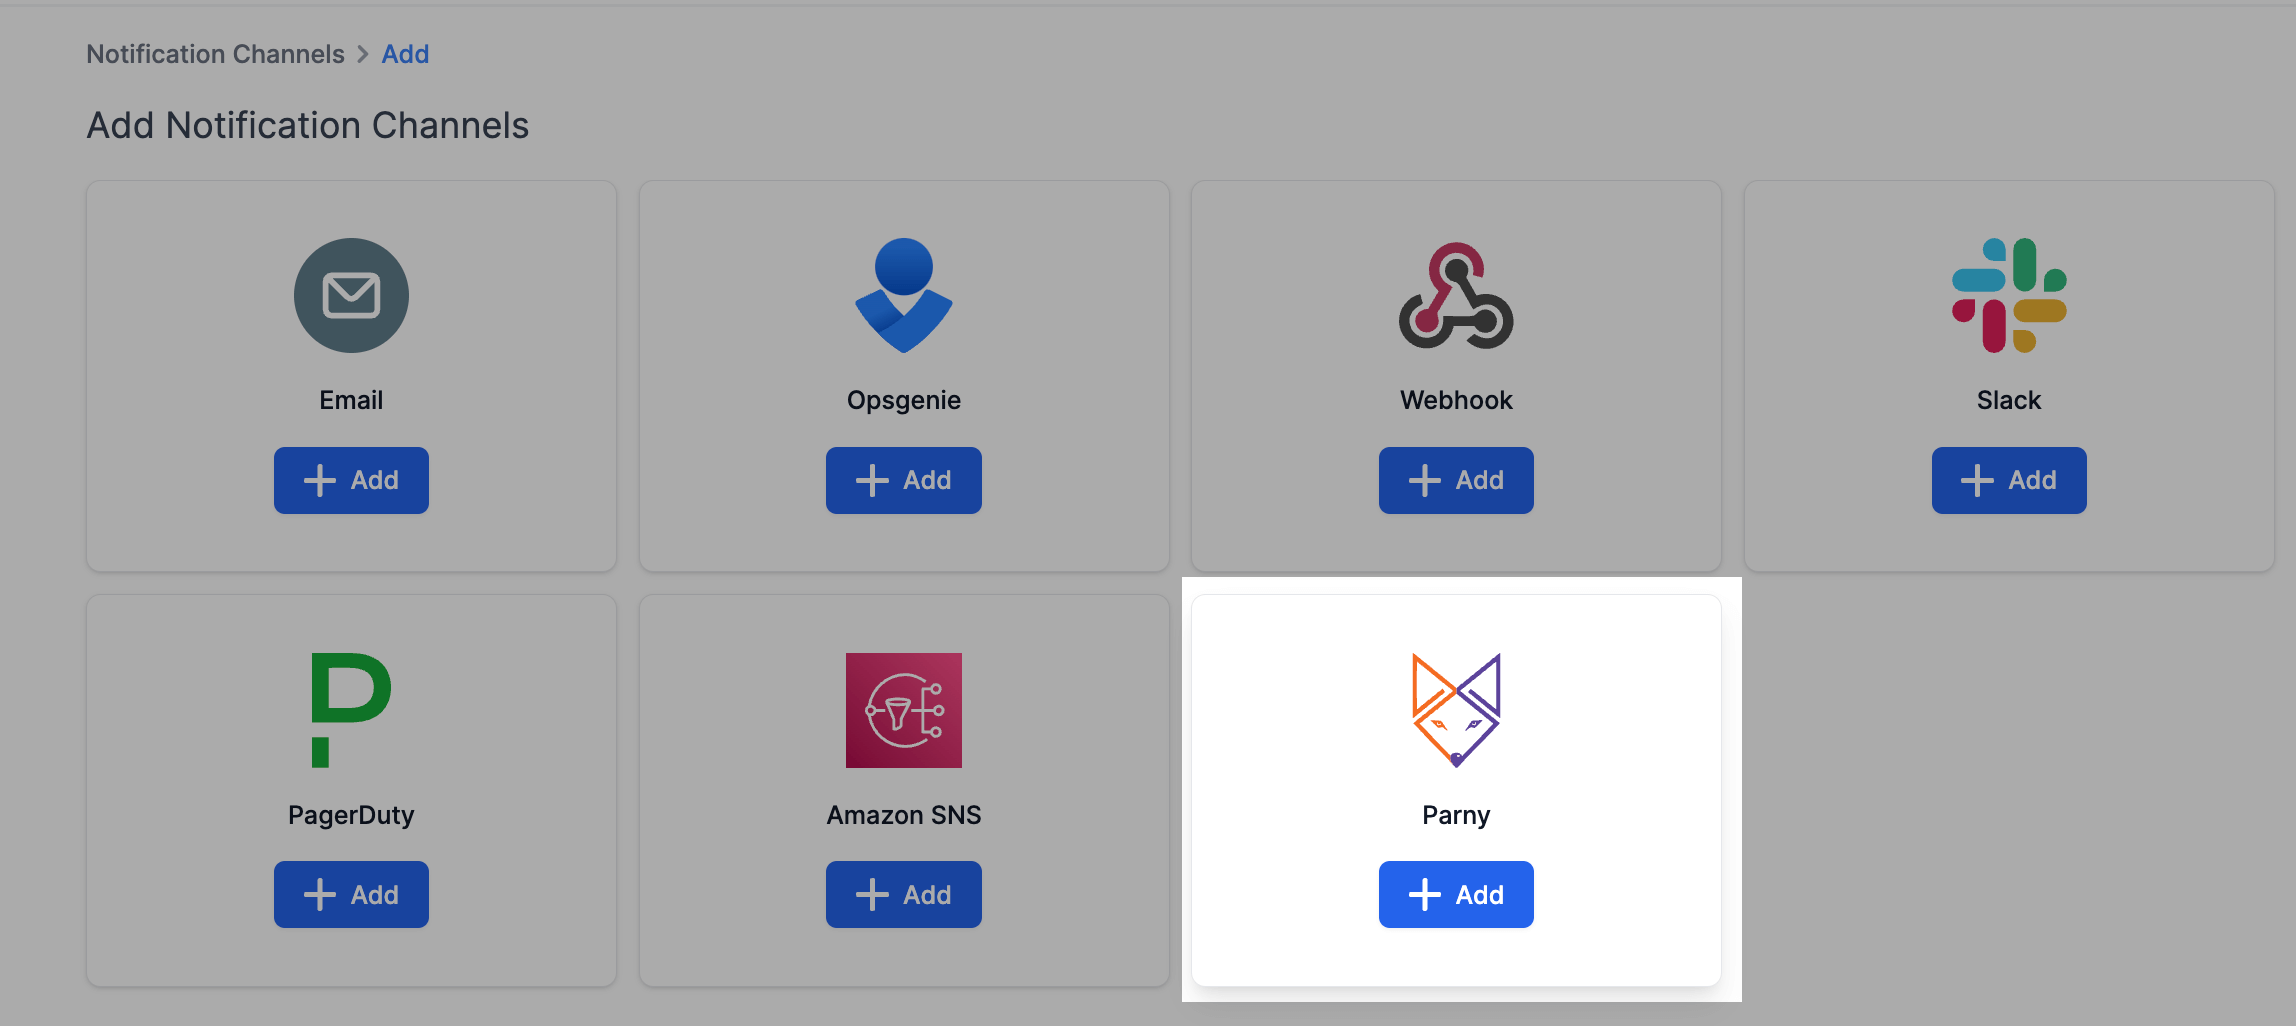 Notification Channels > Add
Add Notification Channels
Email
Opsgenie
Webhook
Slack
+ Add
+ Add
+ Add
+ Add
PagerDuty
Amazon SNS
Parny
+ Add
+ Add
+ Add